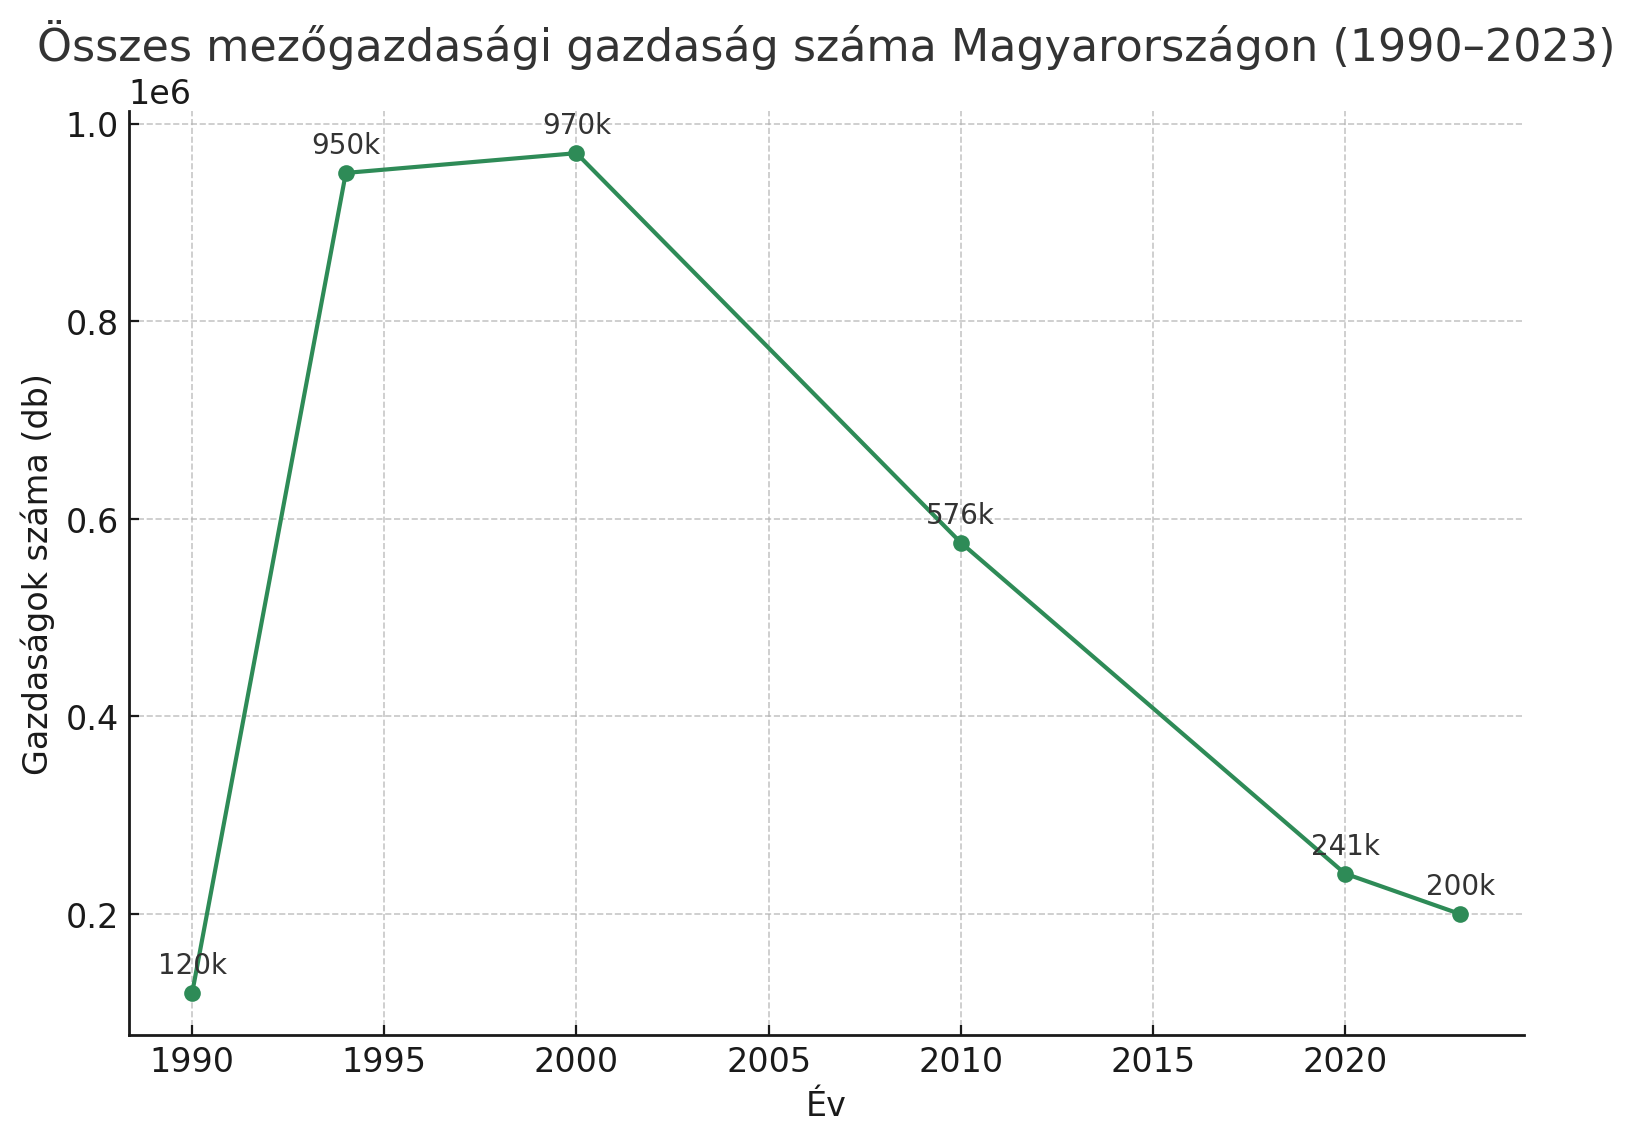 Összes mezőgazdasági gazdaság száma Magyarországon (1990–2023)
1e6
1.0
0.8
0.6
0.4
0.2
Gazdaságok száma (db)
120k
950k
970k
576k
241k
200k
1990 1995 2000 2005 2010 2015 2020
Év